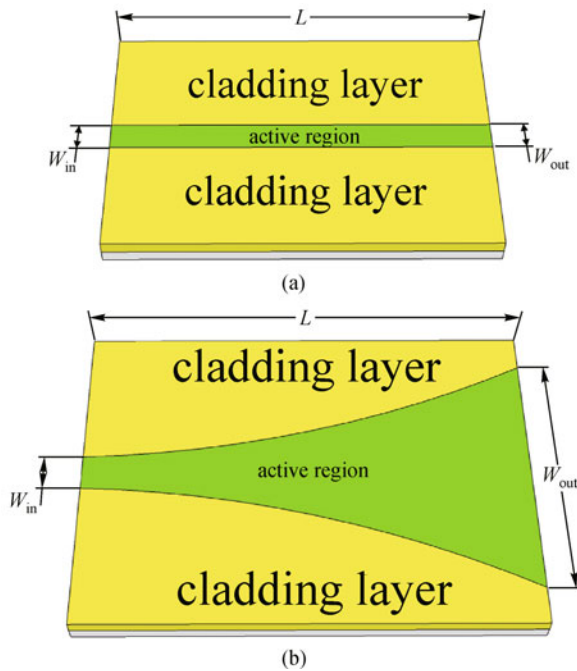 L
cladding layer
active region
W_in
W_out
cladding layer
(a)
L
cladding layer
active region
W_in
W_out
cladding layer
(b)